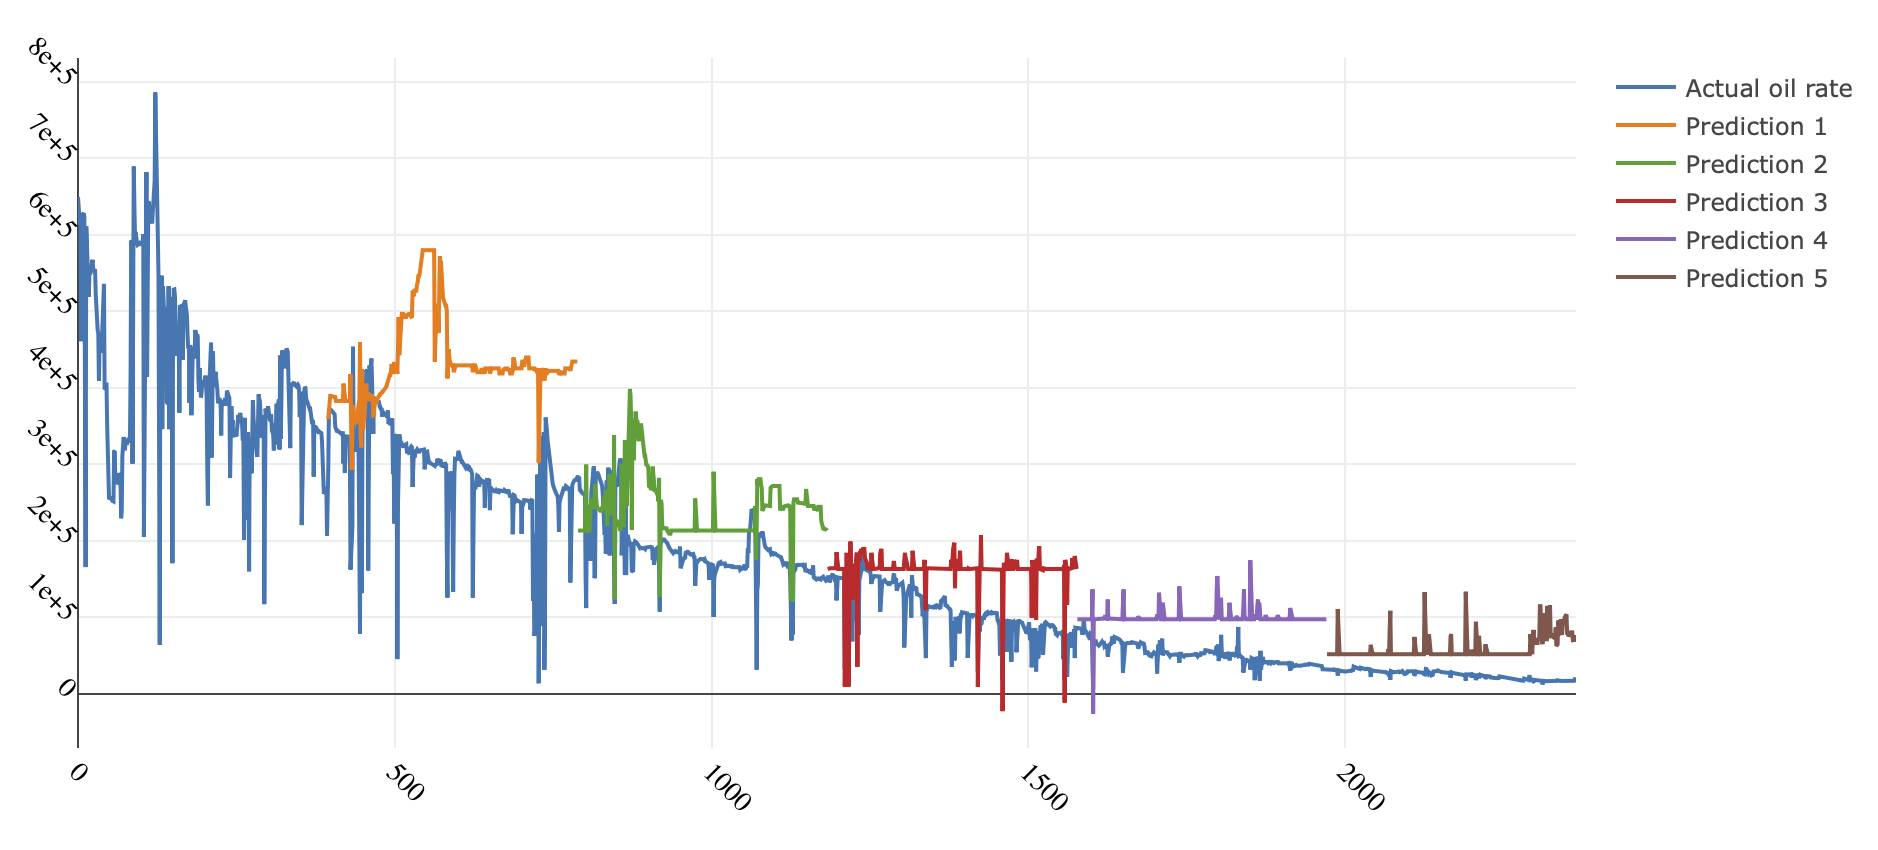 8e+5
7e+5
6e+5
5e+5
4e+5
3e+5
2e+5
1e+5
0
0
500
1000
1500
2000
Actual oil rate
Prediction 1
Prediction 2
Prediction 3
Prediction 4
Prediction 5